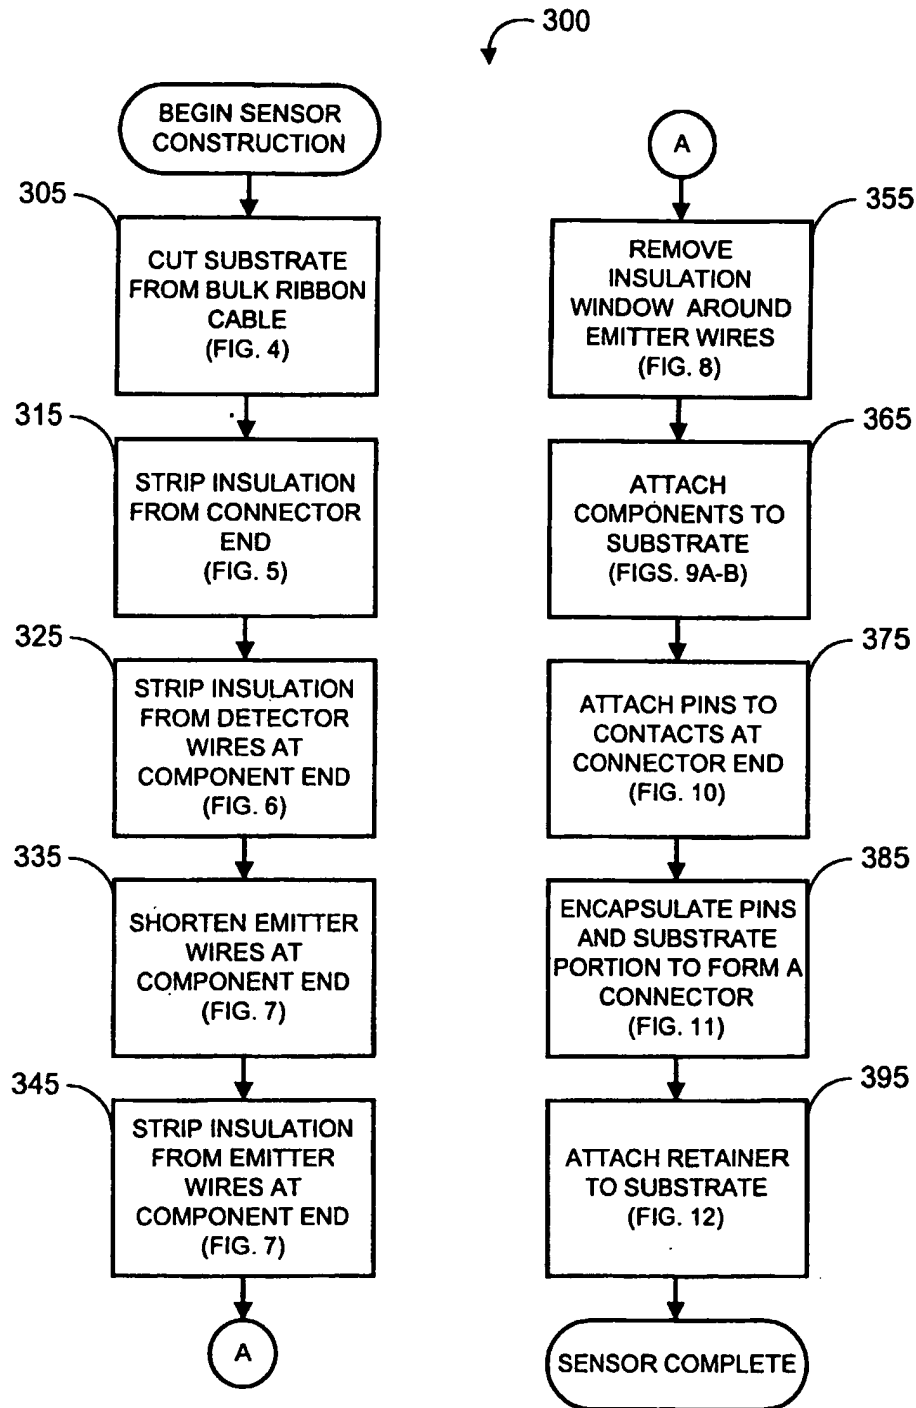 300
BEGIN SENSOR
CONSTRUCTION
305
CUT SUBSTRATE
FROM BULK RIBBON
CABLE
(FIG. 4)
315
STRIP INSULATION
FROM CONNECTOR
END
(FIG. 5)
325
STRIP INSULATION
FROM DETECTOR
WIRES AT
COMPONENT END
(FIG. 6)
335
SHORTEN EMITTER
WIRES AT
COMPONENT END
(FIG. 7)
345
STRIP INSULATION
FROM EMITTER
WIRES AT
COMPONENT END
(FIG. 7)
A
A
355
REMOVE
INSULATION
WINDOW AROUND
EMITTER WIRES
(FIG. 8)
365
ATTACH
COMPONENTS TO
SUBSTRATE
(FIGS. 9A-B)
375
ATTACH PINS TO
CONTACTS AT
CONNECTOR END
(FIG. 10)
385
ENCAPSULATE PINS
AND SUBSTRATE
PORTION TO FORM A
CONNECTOR
(FIG. 11)
395
ATTACH RETAINER
TO SUBSTRATE
(FIG. 12)
SENSOR COMPLETE